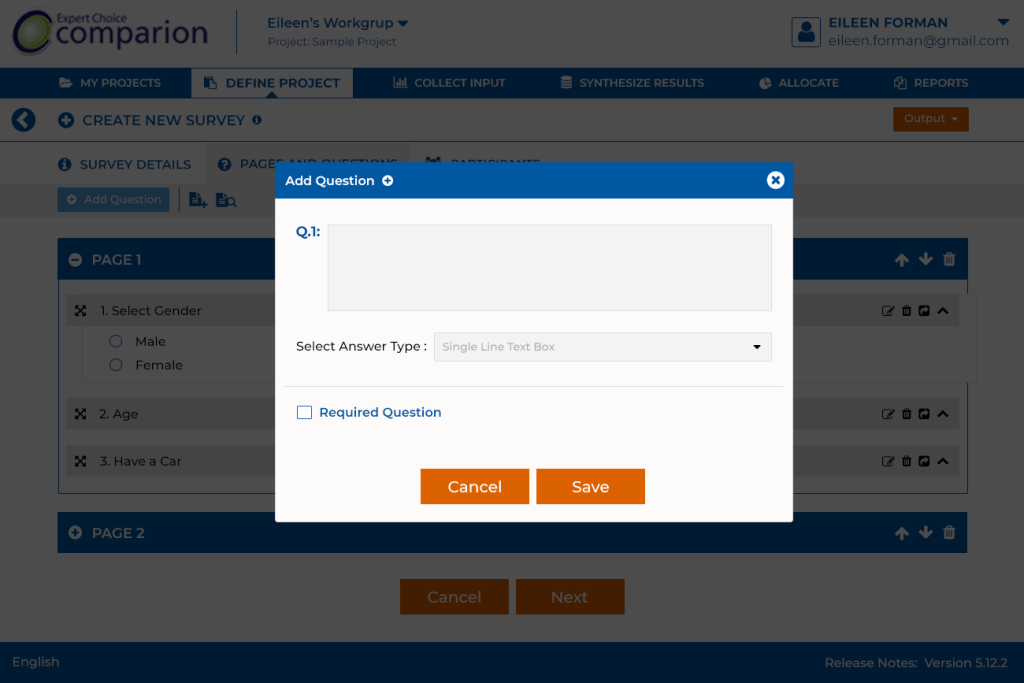 Expert Choice
comparion
Eileen's Workgrup
Project: Sample Project
EILEEN FORMAN
eileen.forman@gmail.com
MY PROJECTS
DEFINE PROJECT
COLLECT INPUT
SYNTHESIZE RESULTS
ALLOCATE
REPORTS
CREATE NEW SURVEY
Output
SURVEY DETAILS
PAGES AND QUESTIONS
PARTICIPANTS
Add Question
Add Question
Q.1:
Select Answer Type :
Single Line Text Box
Required Question
Cancel
Save
PAGE 1
1. Select Gender
Male
Female
2. Age
3. Have a Car
PAGE 2
Cancel
Next
English
Release Notes: Version 5.12.2